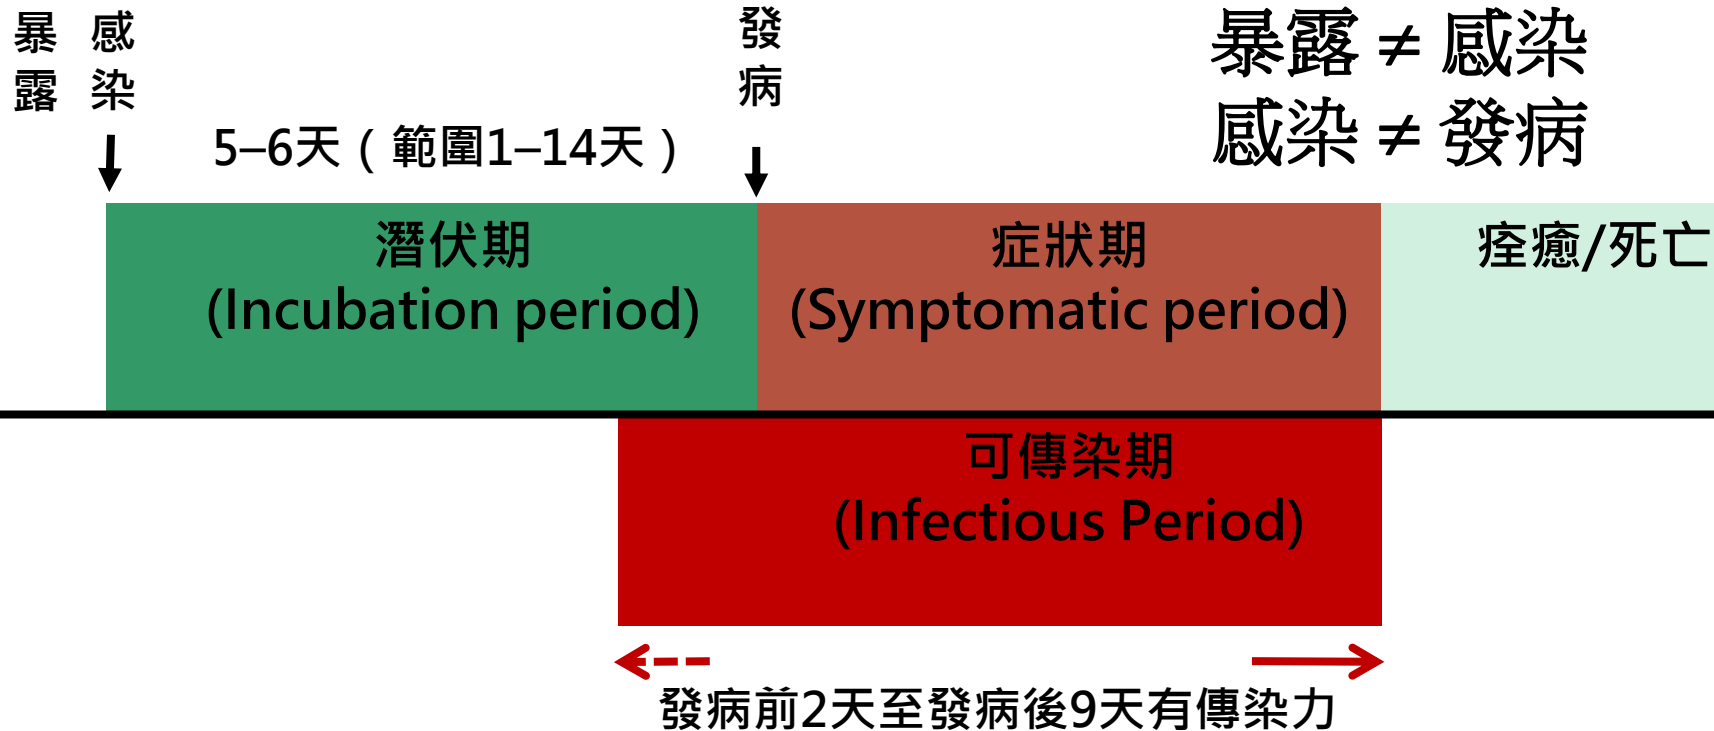 暴露
感染
發病
暴露 ≠ 感染
感染 ≠ 發病
5–6天（範圍1–14天）
潛伏期
(Incubation period)
症狀期
(Symptomatic period)
痊癒/死亡
可傳染期
(Infectious Period)
發病前2天至發病後9天有傳染力